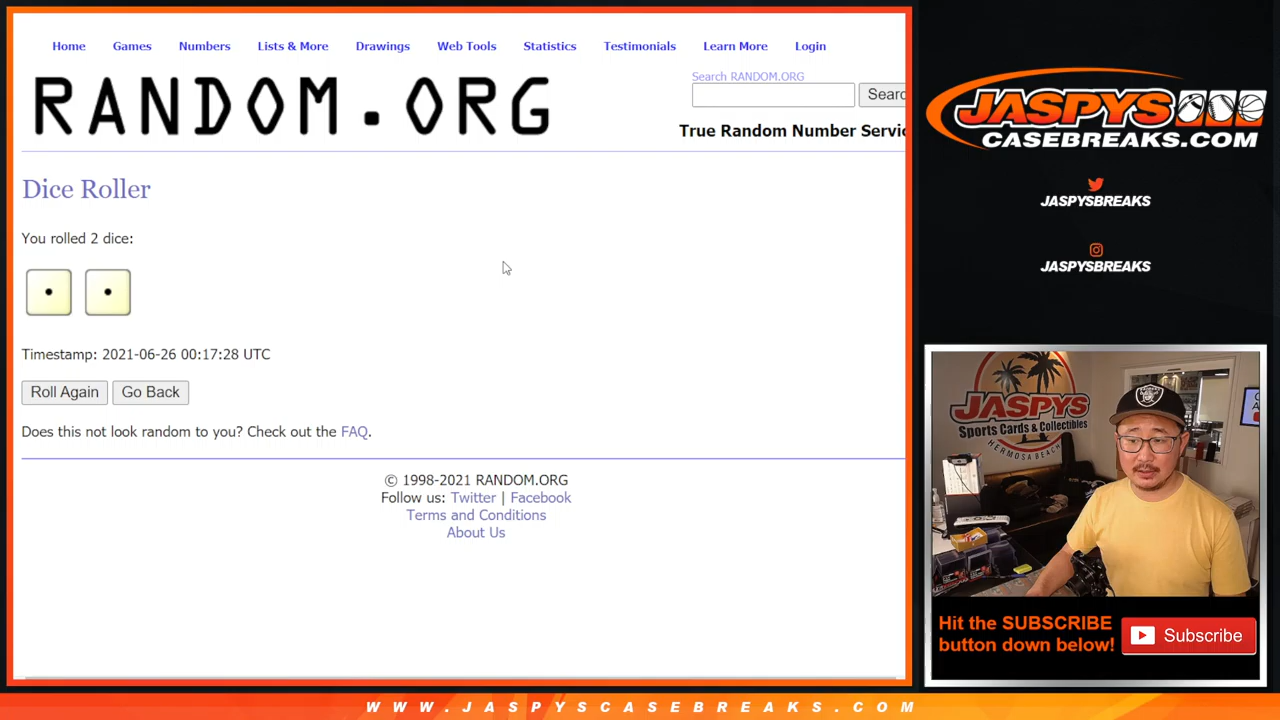 Home Games Numbers Lists & More Drawings Web Tools Statistics Testimonials Learn More Login
RANDOM.ORG
Search RANDOM.ORG
Searc
True Random Number Servic
Dice Roller
You rolled 2 dice:
Timestamp: 2021-06-26 00:17:28 UTC
Roll Again Go Back
Does this not look random to you? Check out the FAQ.
© 1998-2021 RANDOM.ORG
Follow us: Twitter | Facebook
Terms and Conditions
About Us
JASPYS
CASEBREAKS.COM
JASPYSBREAKS
JASPYSBREAKS
JASPYS
Sports Cards & Collectibles
HERMOSA BEACH
Hit the SUBSCRIBE
button down below!
Subscribe
WWW.JASPYSCASEBREAKS.COM